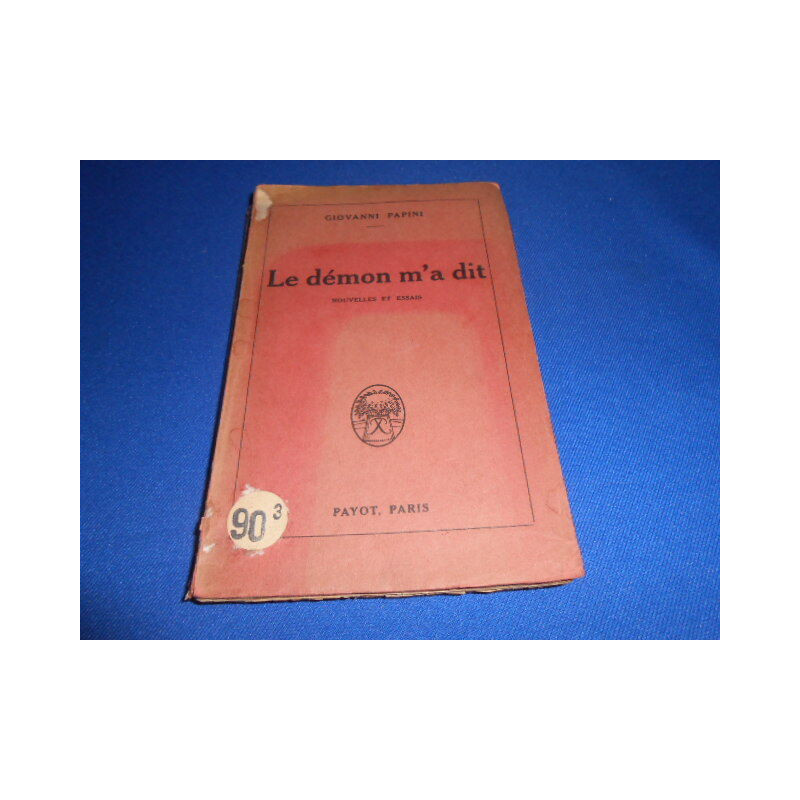 GIOVANNI PAPINI
Le démon m'a dit
NOUVELLES ET ESSAIS
PAYOT, PARIS
90 3